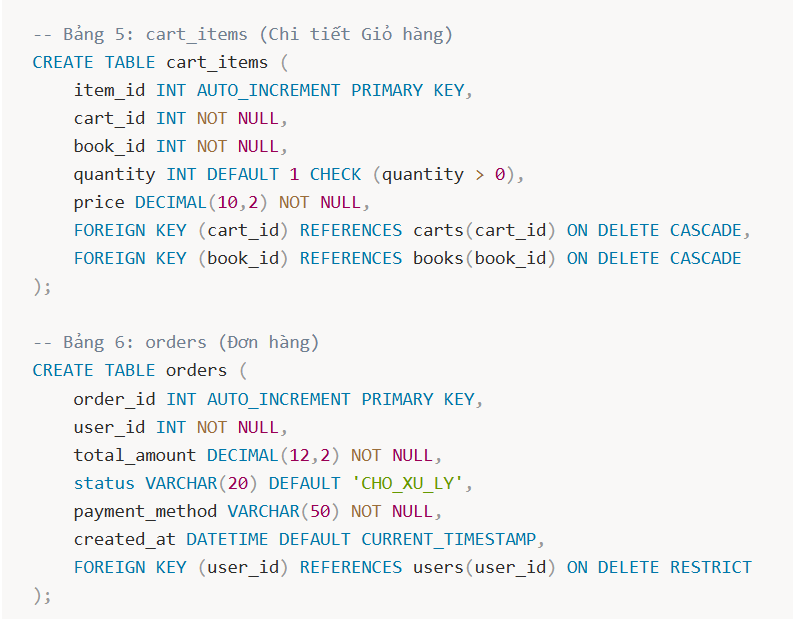 -- Bảng 5: cart_items (Chi tiết Giỏ hàng)
CREATE TABLE cart_items (
    item_id INT AUTO_INCREMENT PRIMARY KEY,
    cart_id INT NOT NULL,
    book_id INT NOT NULL,
    quantity INT DEFAULT 1 CHECK (quantity > 0),
    price DECIMAL(10,2) NOT NULL,
    FOREIGN KEY (cart_id) REFERENCES carts(cart_id) ON DELETE CASCADE,
    FOREIGN KEY (book_id) REFERENCES books(book_id) ON DELETE CASCADE
);
-- Bảng 6: orders (Đơn hàng)
CREATE TABLE orders (
    order_id INT AUTO_INCREMENT PRIMARY KEY,
    user_id INT NOT NULL,
    total_amount DECIMAL(12,2) NOT NULL,
    status VARCHAR(20) DEFAULT 'CHO_XU_LY',
    payment_method VARCHAR(50) NOT NULL,
    created_at DATETIME DEFAULT CURRENT_TIMESTAMP,
    FOREIGN KEY (user_id) REFERENCES users(user_id) ON DELETE RESTRICT
);